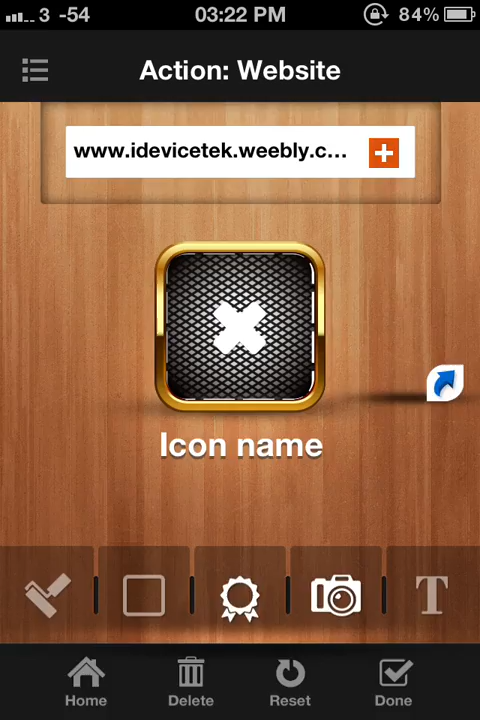 3 -54 03:22 PM 84%
Action: Website
www.idevicetek.weebly.c...
Icon name
T
Home Delete Reset Done